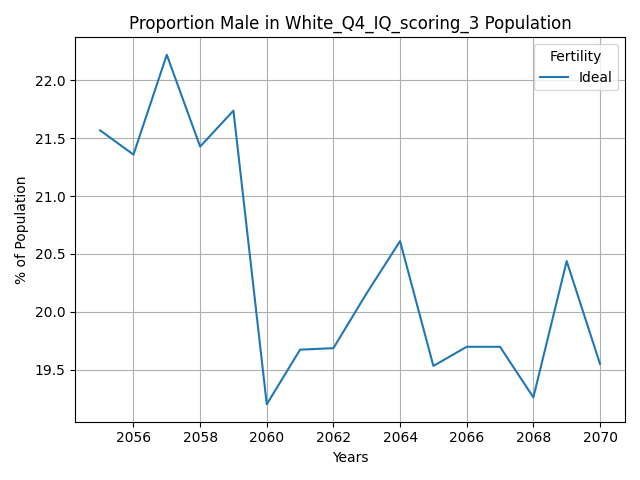 Proportion Male in White_Q4_IQ_scoring_3 Population
Fertility
Ideal
22.0
21.5
21.0
20.5
20.0
19.5
% of Population
2056 2058 2060 2062 2064 2066 2068 2070
Years